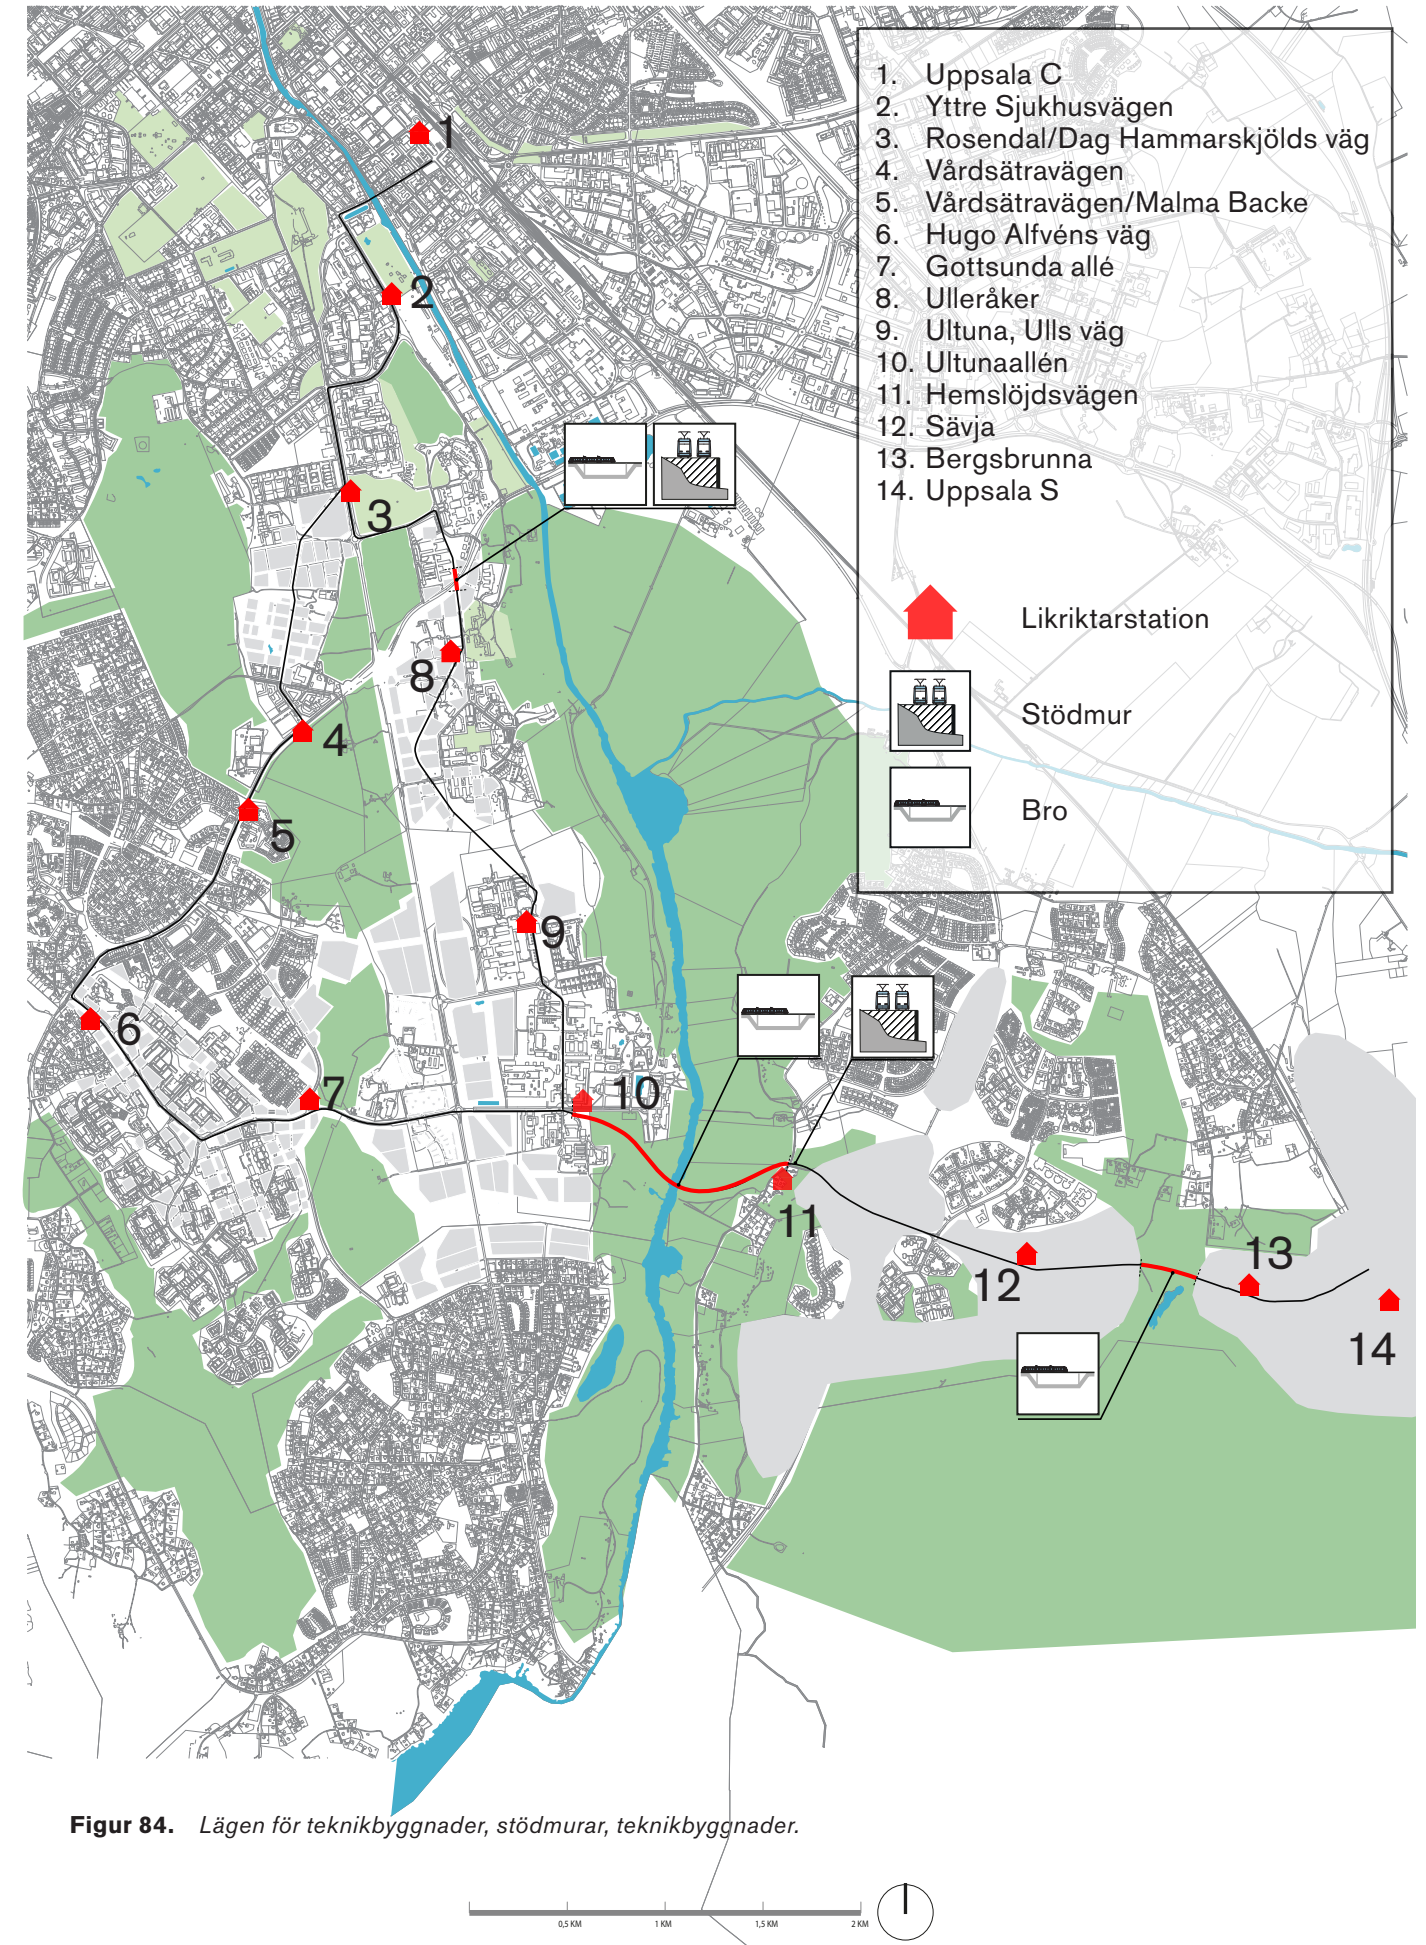 1. Uppsala C
2. Yttre Sjukhusvägen
3. Rosendal/Dag Hammarskjölds väg
4. Vårdsätravägen
5. Vårdsätravägen/Malma Backe
6. Hugo Alfvéns väg
7. Gottsunda allé
8. Ulleråker
9. Ultuna, Ulls väg
10. Ultunaallén
11. Hemslöjdsvägen
12. Sävja
13. Bergsbrunna
14. Uppsala S
Likriktarstation
Stödmur
Bro
1
2
3
8
4
5
9
6
7
10
11
12
13
14
Figur 84. Lägen för teknikbyggnader, stödmurar, teknikbyggnader.
0,5 KM 1 KM 1,5 KM 2 KM